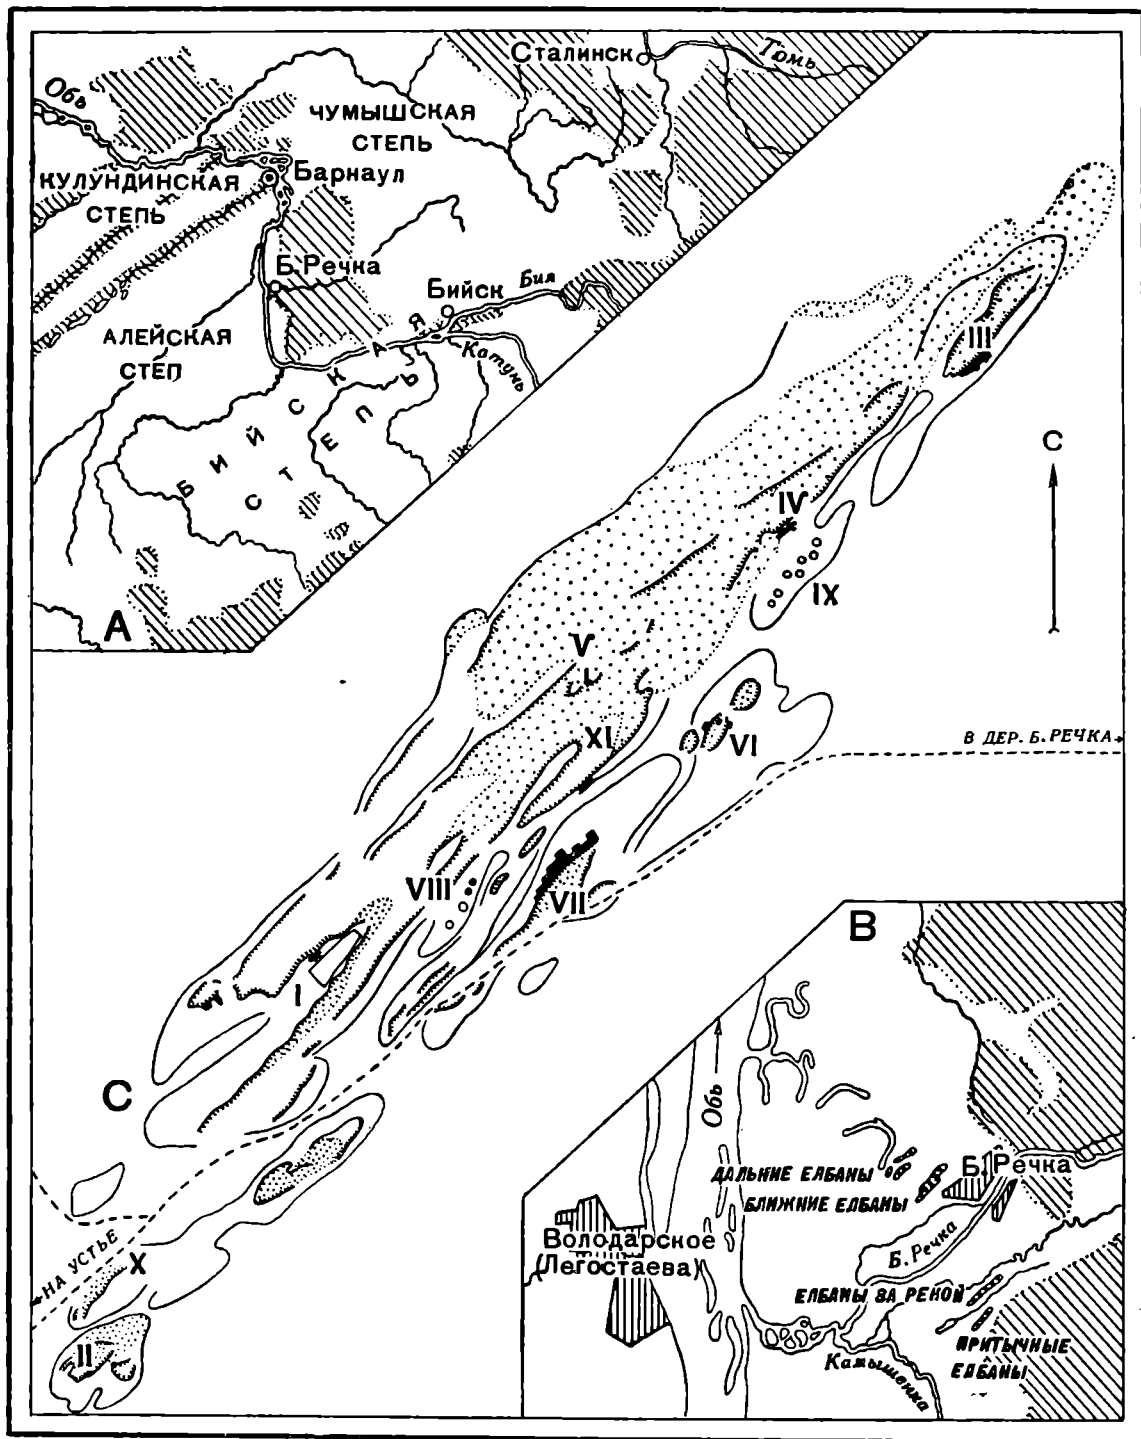 Сталинск
Томь
Обь
ЧУМЫШСКАЯ
СТЕПЬ
КУЛУНДИНСКАЯ
СТЕПЬ
Барнаул
Б. Речка
Бийск
Бия
Катунь
АЛЕЙСКАЯ
СТЕП
БИЙСКАЯ
СТЕПЬ
A
III
С
IV
IX
V
XI
VI
В ДЕР. Б. РЕЧКА
VIII
VII
I
C
НА УСТЬЕ
X
II
B
Обь
ДАЛЬНИЕ ЕЛБАНЫ
Б. Речка
БЛИЖНИЕ ЕЛБАНЫ
Володарское
(Легостаева)
Б. Речка
ЕЛБАНЫ ЗА РЕКОЙ
ПРИТЫЧНЫЕ
ЕЛБАНЫ
Камышенка